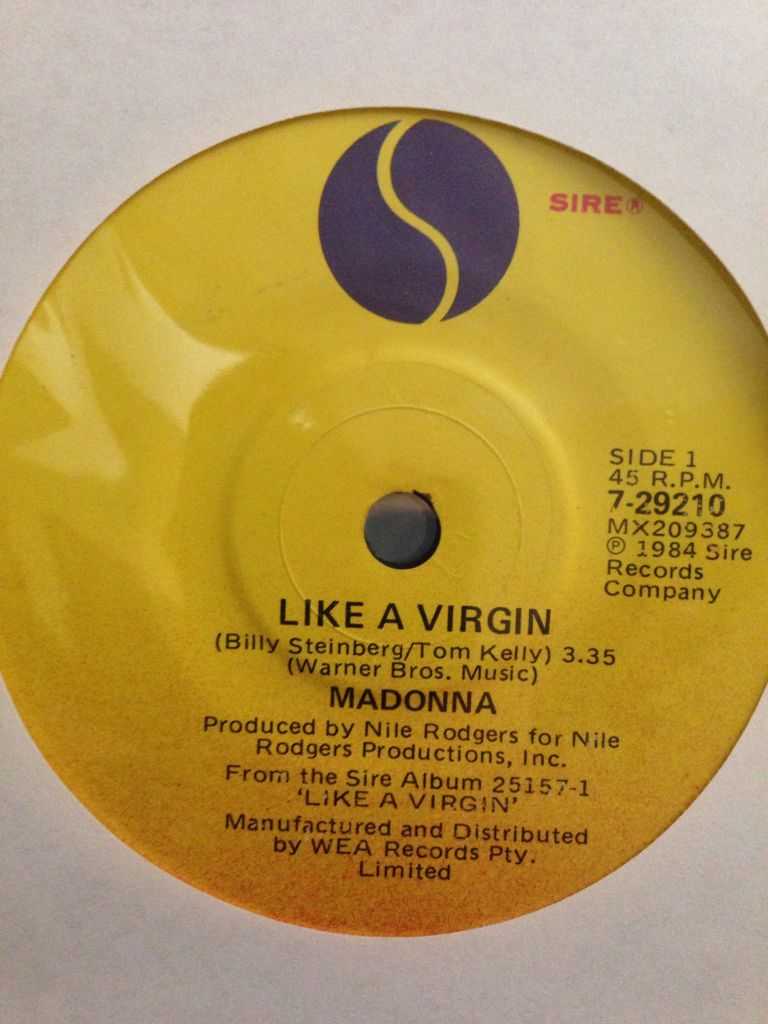 SIRE®
SIDE 1
45 R.P.M.
7-29210
MX209387
℗ 1984 Sire
Records
Company
LIKE A VIRGIN
(Billy Steinberg/Tom Kelly) 3.35
(Warner Bros. Music)
MADONNA
Produced by Nile Rodgers for Nile
Rodgers Productions, Inc.
From the Sire Album 25157-1
'LIKE A VIRGIN'
Manufactured and Distributed
by WEA Records Pty.
Limited